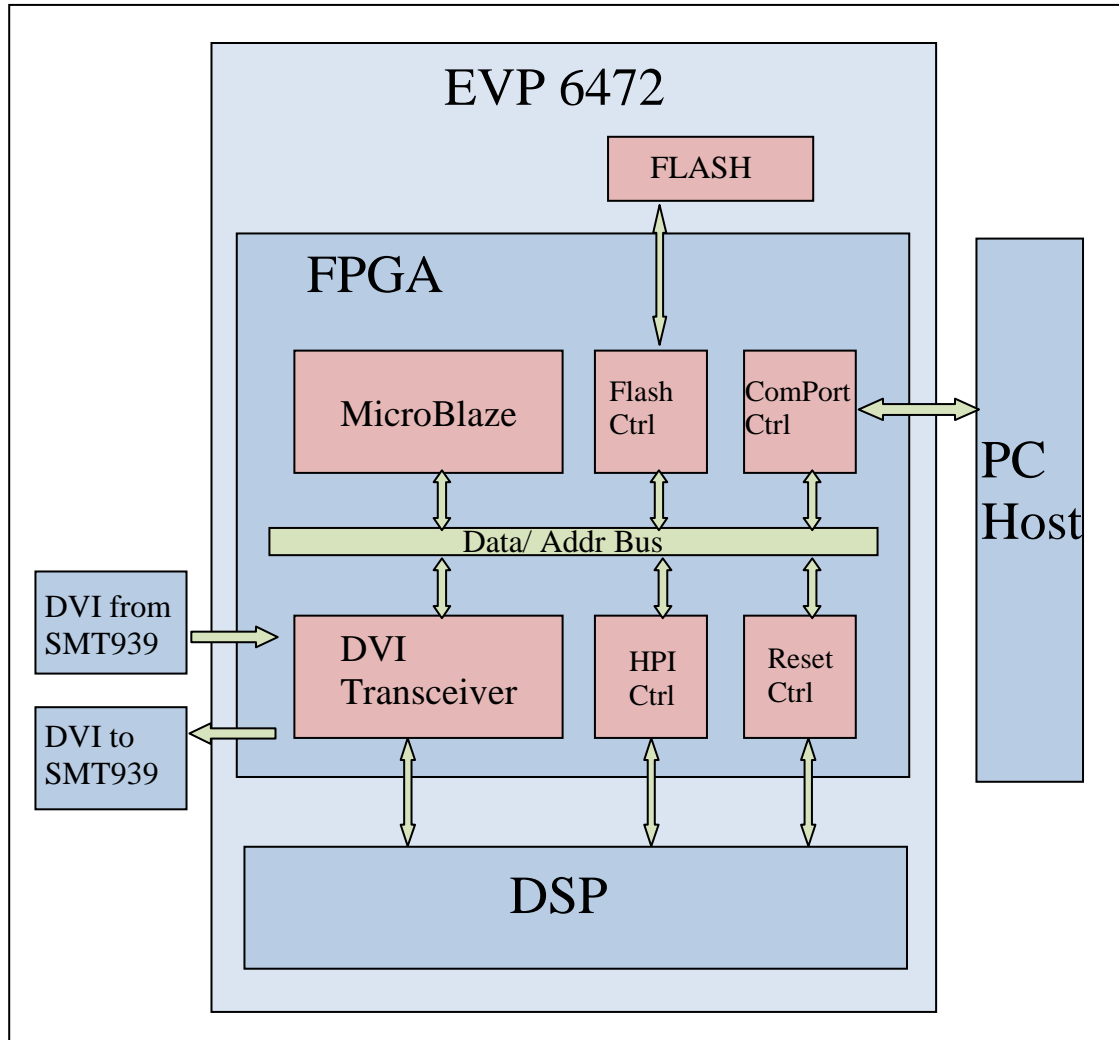 EVP 6472
FLASH
FPGA
MicroBlaze
Flash
Ctrl
ComPort
Ctrl
PC
Host
Data/ Addr Bus
DVI from
SMT939
DVI
Transceiver
HPI
Ctrl
Reset
Ctrl
DVI to
SMT939
DSP